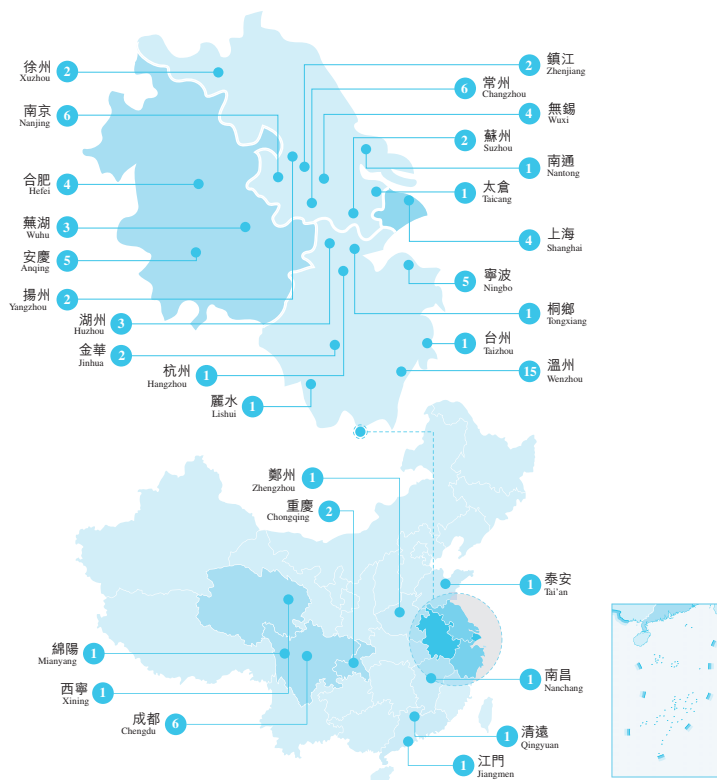 徐州
Xuzhou
2
南京
Nanjing
6
合肥
Hefei
4
蕪湖
Wuhu
3
安慶
Anqing
5
揚州
Yangzhou
2
湖州
Huzhou
3
金華
Jinhua
2
杭州
Hangzhou
1
麗水
Lishui
1
2
鎮江
Zhenjiang
6
常州
Changzhou
4
無錫
Wuxi
2
蘇州
Suzhou
1
南通
Nantong
1
太倉
Taicang
4
上海
Shanghai
5
寧波
Ningbo
1
桐鄉
Tongxiang
1
台州
Taizhou
15
溫州
Wenzhou
鄭州
Zhengzhou
1
重慶
Chongqing
2
1
泰安
Tai'an
綿陽
Mianyang
1
西寧
Xining
1
成都
Chengdu
6
1
南昌
Nanchang
1
清遠
Qingyuan
1
江門
Jiangmen